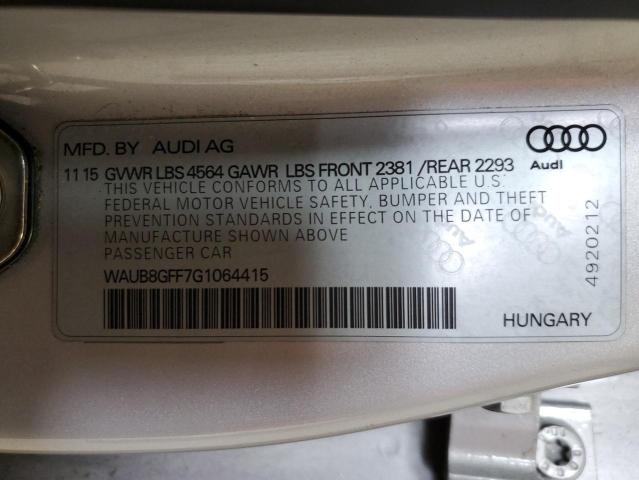 MFD. BY AUDI AG
11 15 GVWR LBS 4564 GAWR LBS FRONT 2381 /REAR 2293
THIS VEHICLE CONFORMS TO ALL APPLICABLE U.S.
FEDERAL MOTOR VEHICLE SAFETY, BUMPER AND THEFT
PREVENTION STANDARDS IN EFFECT ON THE DATE OF
MANUFACTURE SHOWN ABOVE
PASSENGER CAR
WAUB8GFF7G1064415
HUNGARY
Audi
4920212
Audi